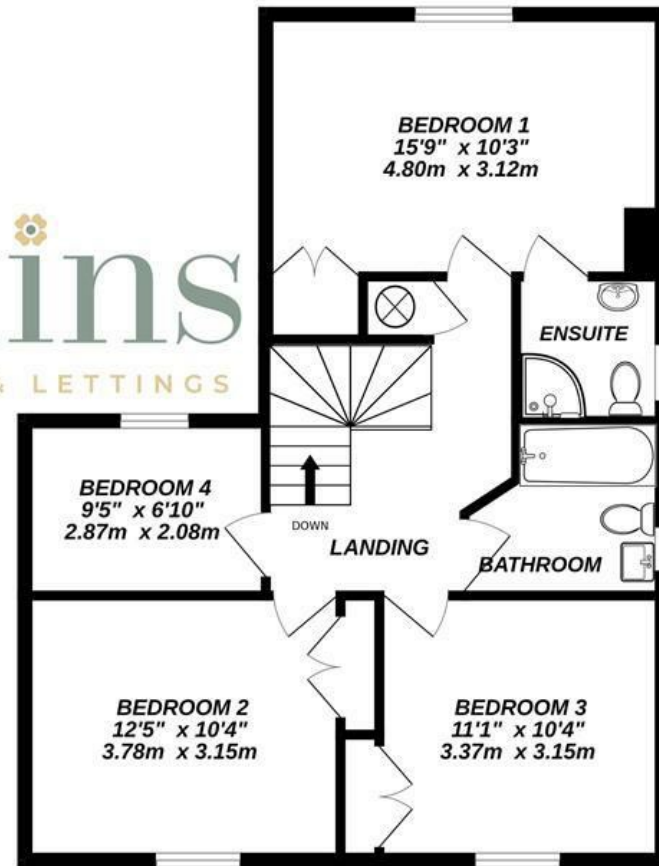 BEDROOM 1
15'9" x 10'3"
4.80m x 3.12m
ins
LETTINGS
ENSUITE
BEDROOM 4
9'5" x 6'10"
2.87m x 2.08m
DOWN
LANDING
BATHROOM
BEDROOM 2
12'5" x 10'4"
3.78m x 3.15m
BEDROOM 3
11'1" x 10'4"
3.37m x 3.15m